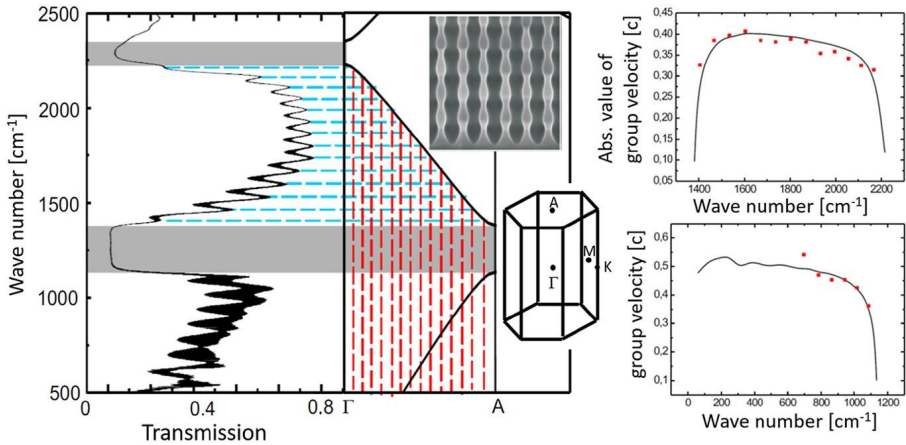 2500
2000
1500
1000
500
Wave number [cm⁻¹]
0
0.4
0.8
Γ
A
Transmission
A
M
K
Γ
0,45
0,40
0,35
0,30
0,25
0,20
0,15
0,10
0,05
Abs. value of
group velocity [c]
1400
1600
1800
2000
2200
Wave number [cm⁻¹]
0,6
0,5
0,4
0,3
0,2
0,1
group velocity [c]
0
200
400
600
800
1000
1200
Wave number [cm⁻¹]